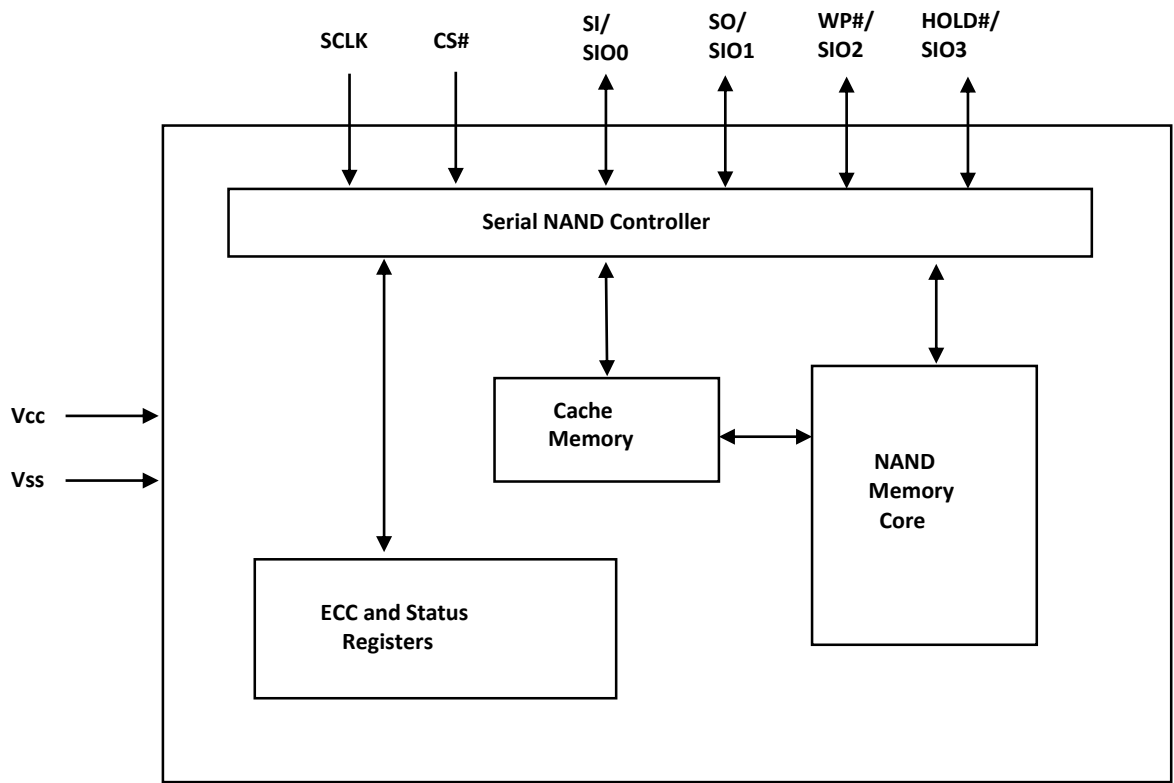 SCLK
CS#
SI/
SIO0
SO/
SIO1
WP#/
SIO2
HOLD#/
SIO3
Serial NAND Controller
Vcc
Vss
Cache
Memory
NAND
Memory
Core
ECC and Status
Registers